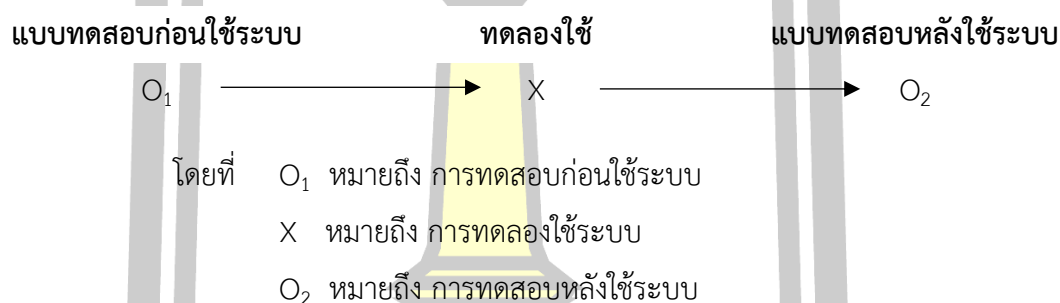 แบบทดสอบก่อนใช้ระบบ ทดลองใช้ แบบทดสอบหลังใช้ระบบ
O₁ X O₂
โดยที่ O₁ หมายถึง การทดสอบก่อนใช้ระบบ
X หมายถึง การทดลองใช้ระบบ
O₂ หมายถึง การทดสอบหลังใช้ระบบ